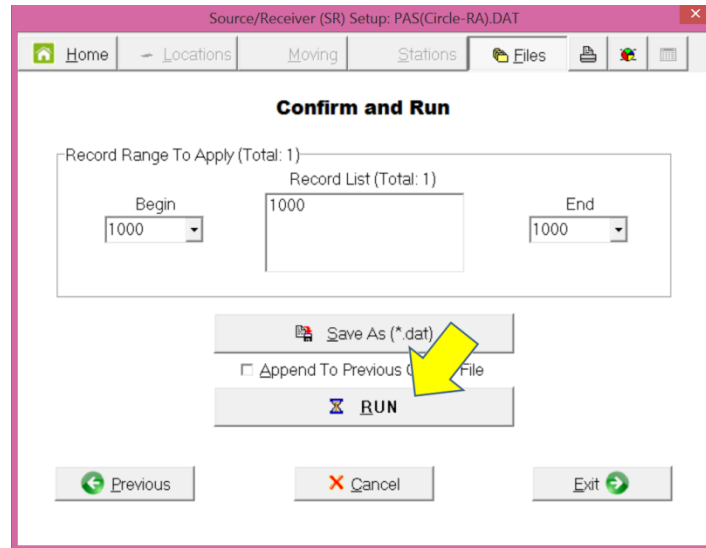 Source/Receiver (SR) Setup: PAS(Circle-RA).DAT
Home Locations Moving Stations Files
Confirm and Run
Record Range To Apply (Total: 1)
Record List (Total: 1)
Begin
1000
1000
End
1000
Save As (*.dat)
Append To Previous File
RUN
Previous Cancel Exit